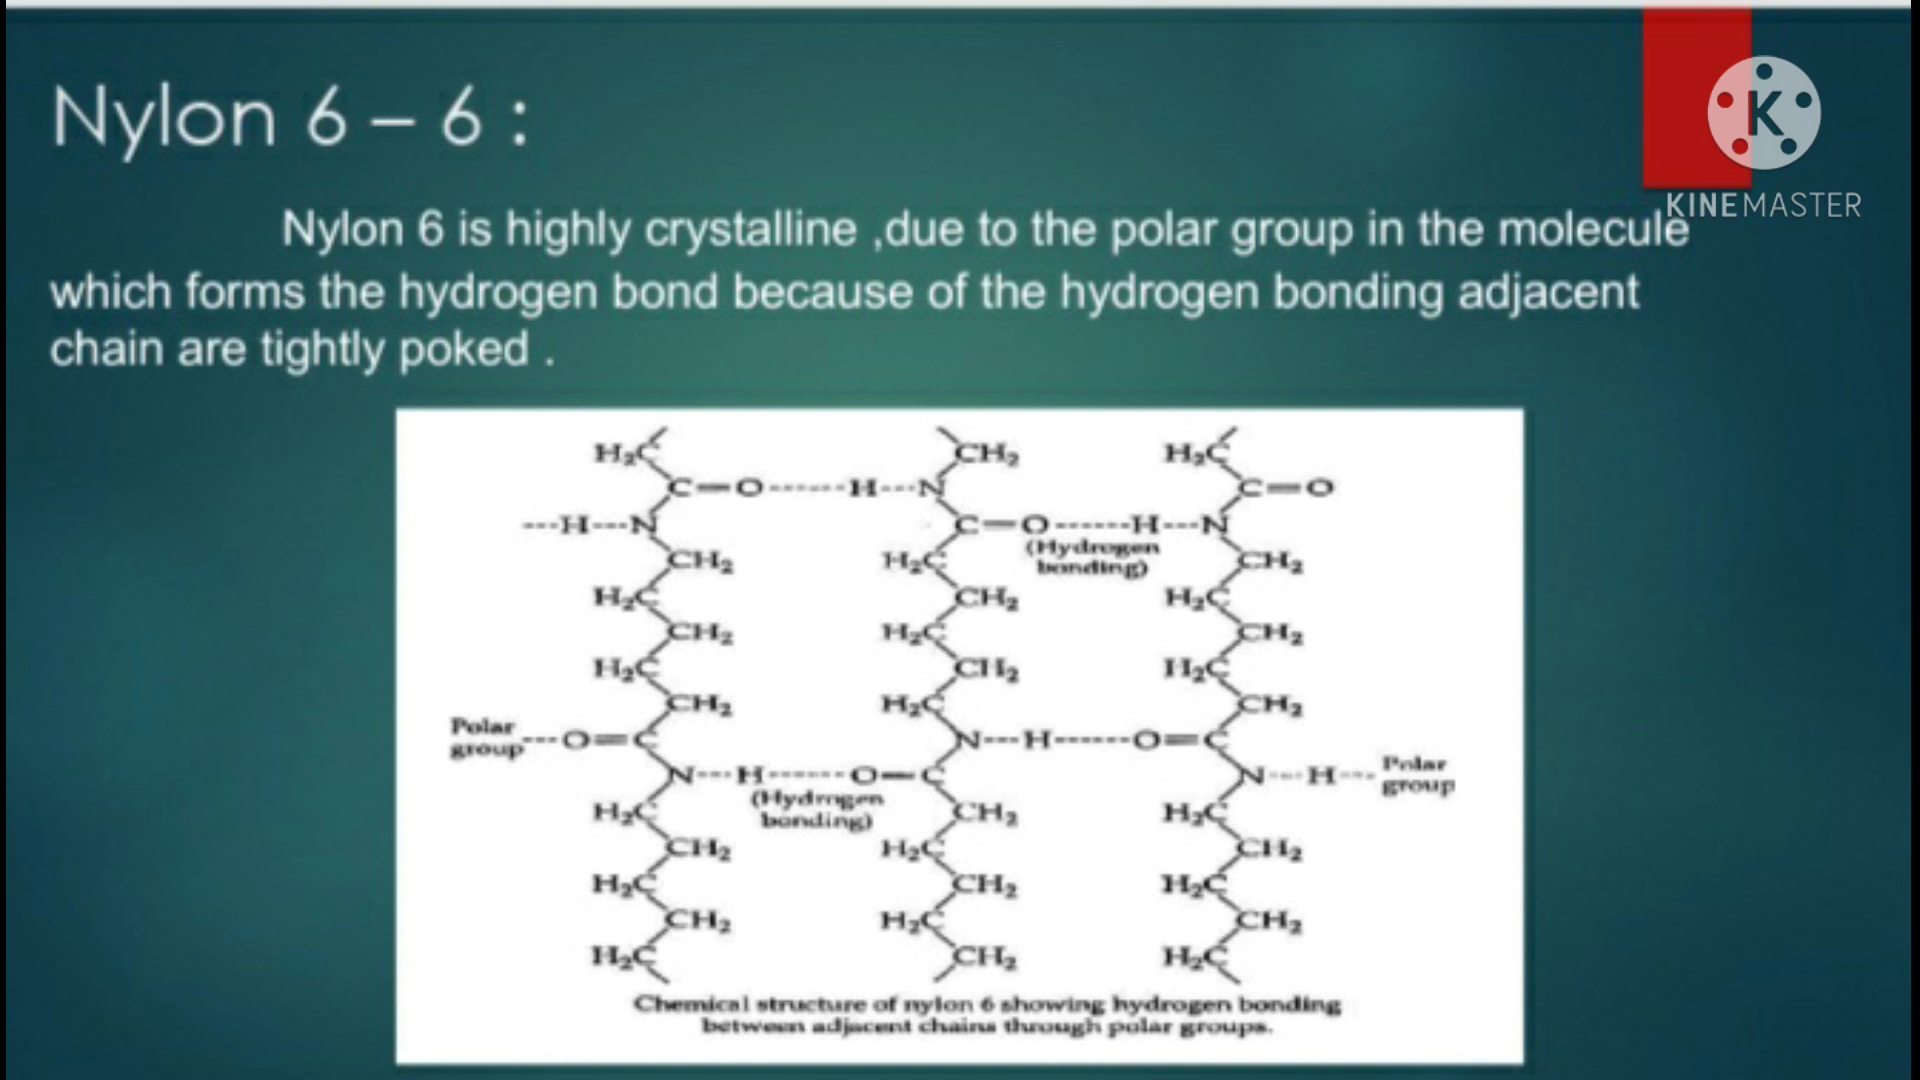 Nylon 6 – 6 :
KINEMASTER
Nylon 6 is highly crystalline ,due to the polar group in the molecule
which forms the hydrogen bond because of the hydrogen bonding adjacent
chain are tightly poked .
H₂C CH₂ H₂C
C=O------H---N C=O
---H---N C=O------H---N
(Hydrogen
bonding)
CH₂ H₂C CH₂
H₂C CH₂ H₂C
CH₂ H₂C CH₂
H₂C CH₂ H₂C
CH₂ H₂C CH₂
Polar
group
---O=C N---H------O=C
N---H------O=C N---H---
Polar
group
(Hydrogen
bonding)
H₂C CH₂ H₂C
CH₂ H₂C CH₂
H₂C CH₂ H₂C
CH₂ H₂C CH₂
H₂C CH₂ H₂C
Chemical structure of nylon 6 showing hydrogen bonding
between adjacent chains through polar groups.